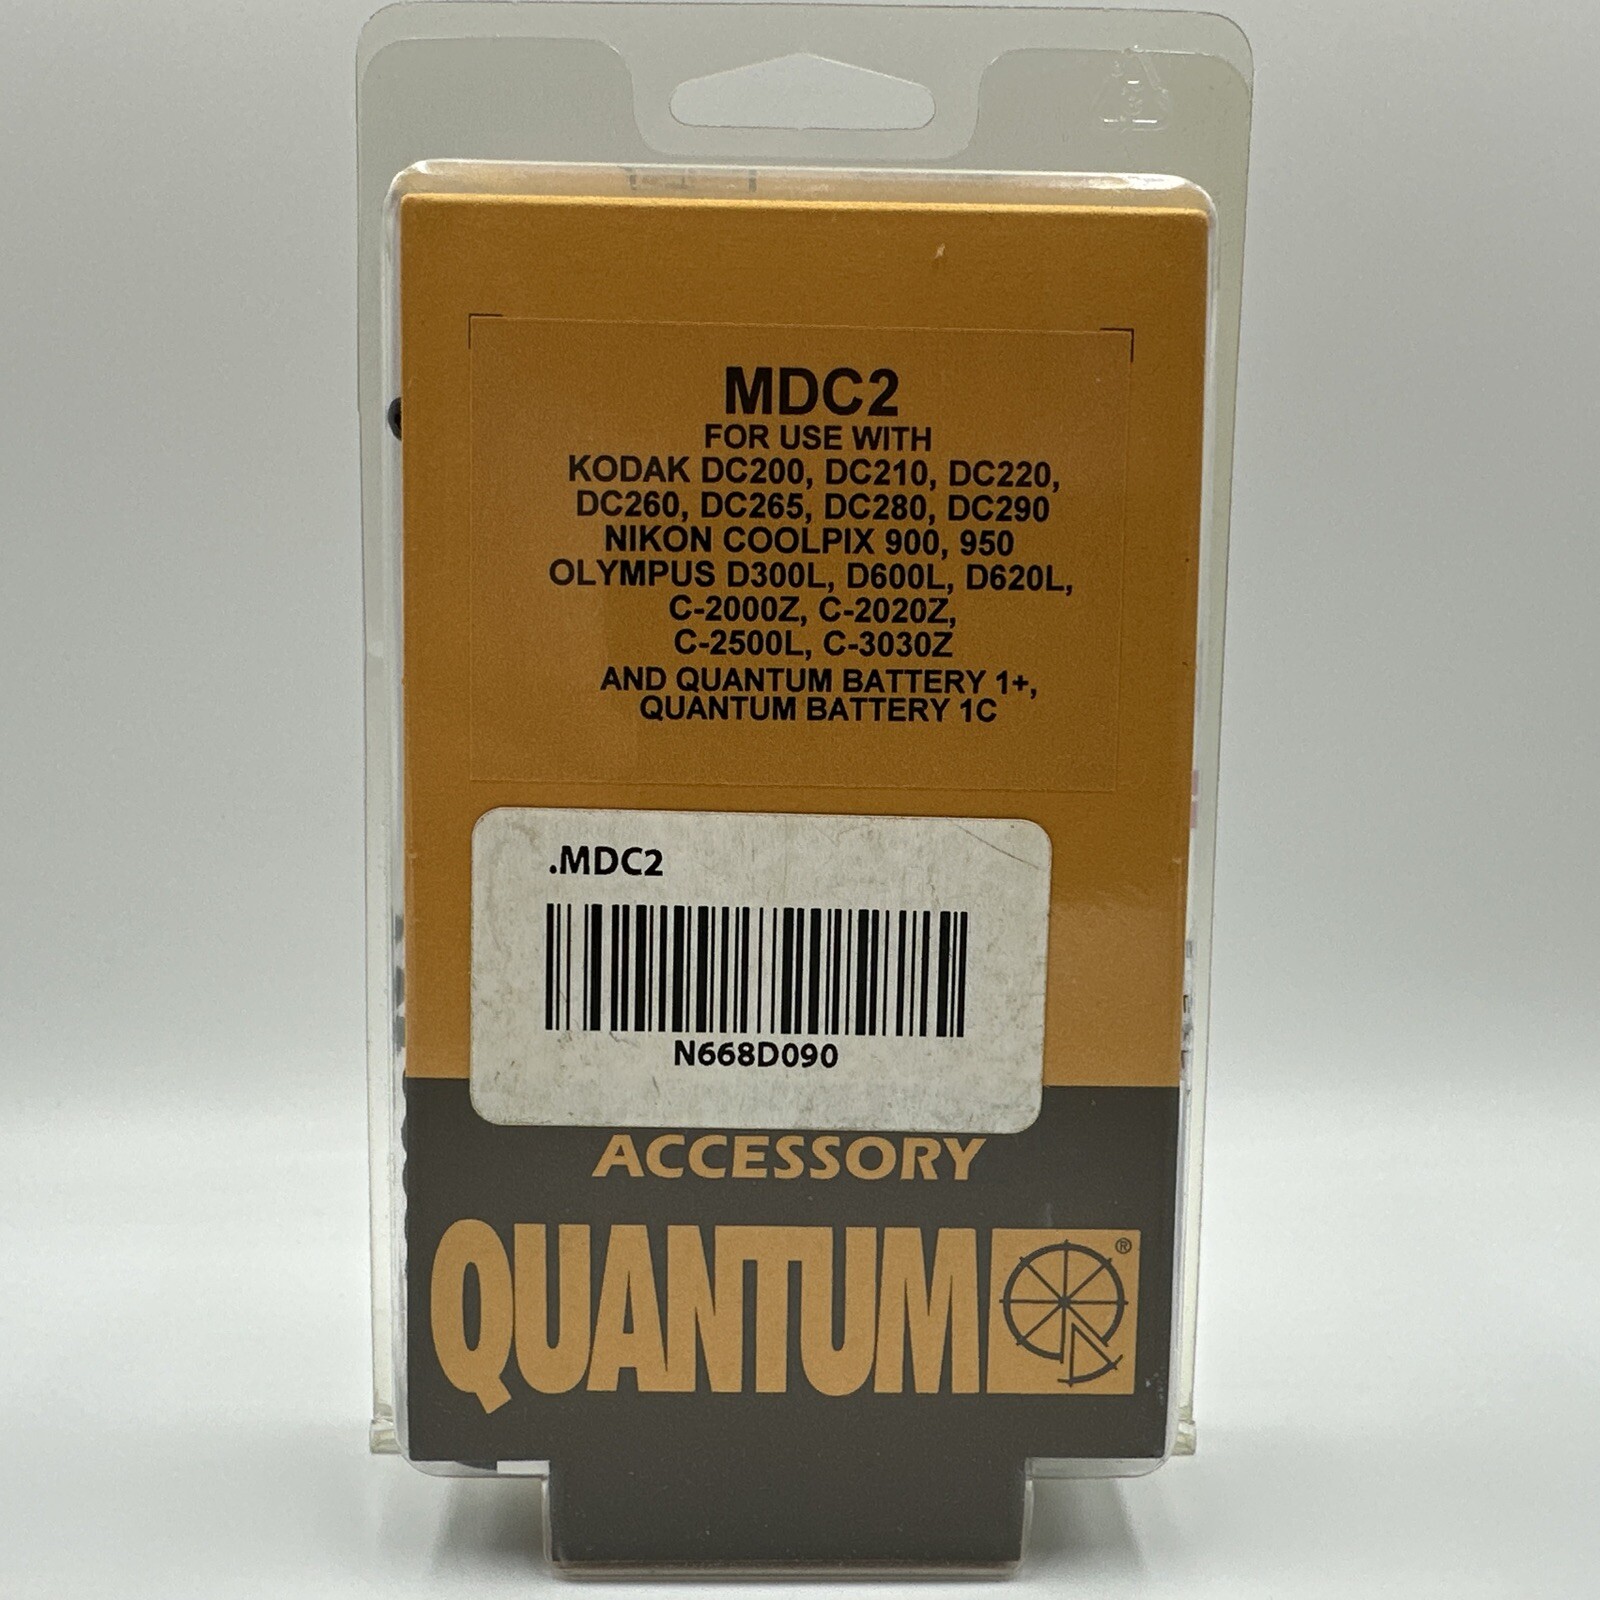 MDC2
FOR USE WITH
KODAK DC200, DC210, DC220,
DC260, DC265, DC280, DC290
NIKON COOLPIX 900, 950
OLYMPUS D300L, D600L, D620L,
C-2000Z, C-2020Z,
C-2500L, C-3030Z
AND QUANTUM BATTERY 1+,
QUANTUM BATTERY 1C
.MDC2
N668D090
ACCESSORY
QUANTUM ®